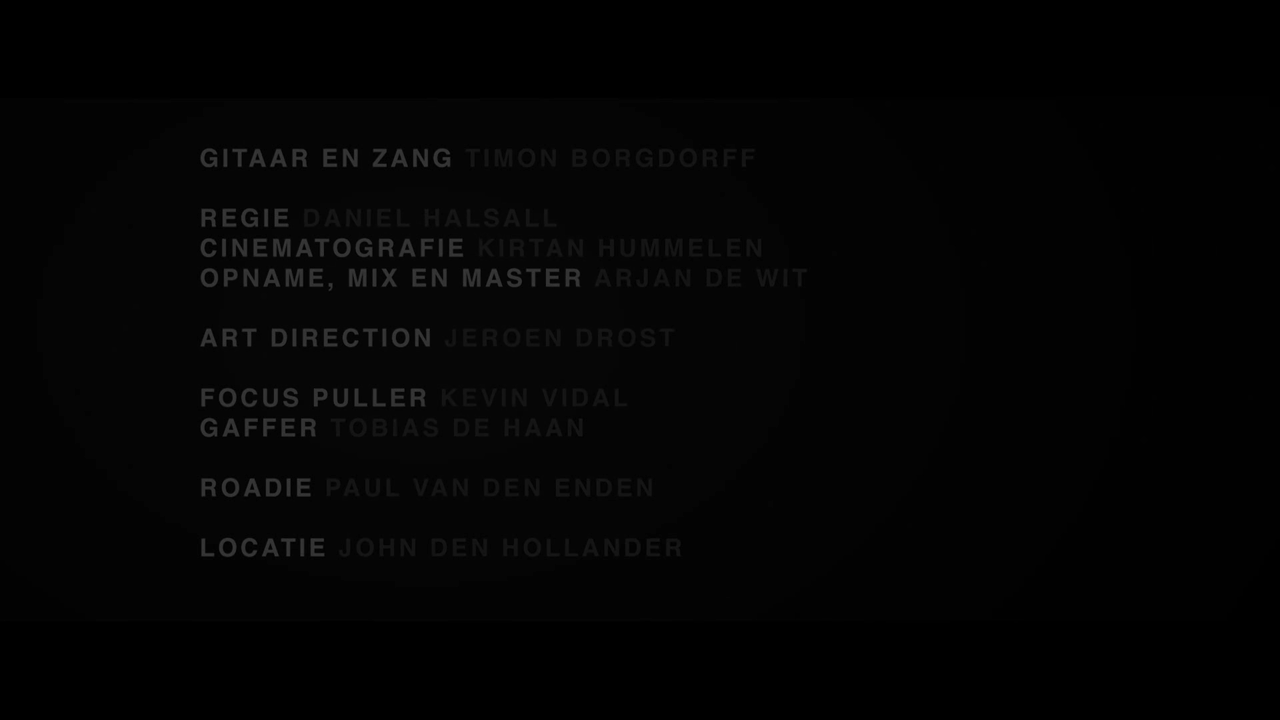 GITAAR EN ZANG TIMON BORGDORFF
REGIE DANIEL HALSALL
CINEMATOGRAFIE KIRTAN HUMMELEN
OPNAME, MIX EN MASTER ARJAN DE WIT
ART DIRECTION JEROEN DROST
FOCUS PULLER KEVIN VIDAL
GAFFER TOBIAS DE HAAN
ROADIE PAUL VAN DEN ENDEN
LOCATIE JOHN DEN HOLLANDER